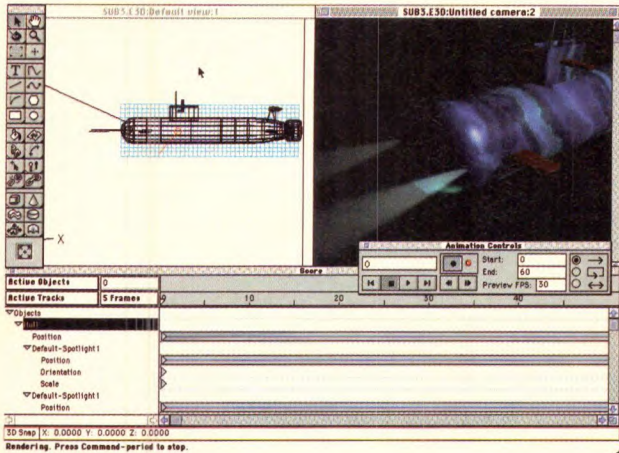 SUB3.E3D:Default view:1
SUB3.E3D:Untitled camera:2
T
X
Animation Controls
0
Start: 0
End: 60
Preview FPS: 30
Score
Active Objects 0
Active Tracks 5 Frames
0 10 20 30 40
Objects
Hull
Position
Default-Spotlight1
Position
Orientation
Scale
Default-Spotlight1
Position
3D Snap X: 0.0000 Y: 0.0000 Z: 0.0000
Rendering. Press Command-period to stop.